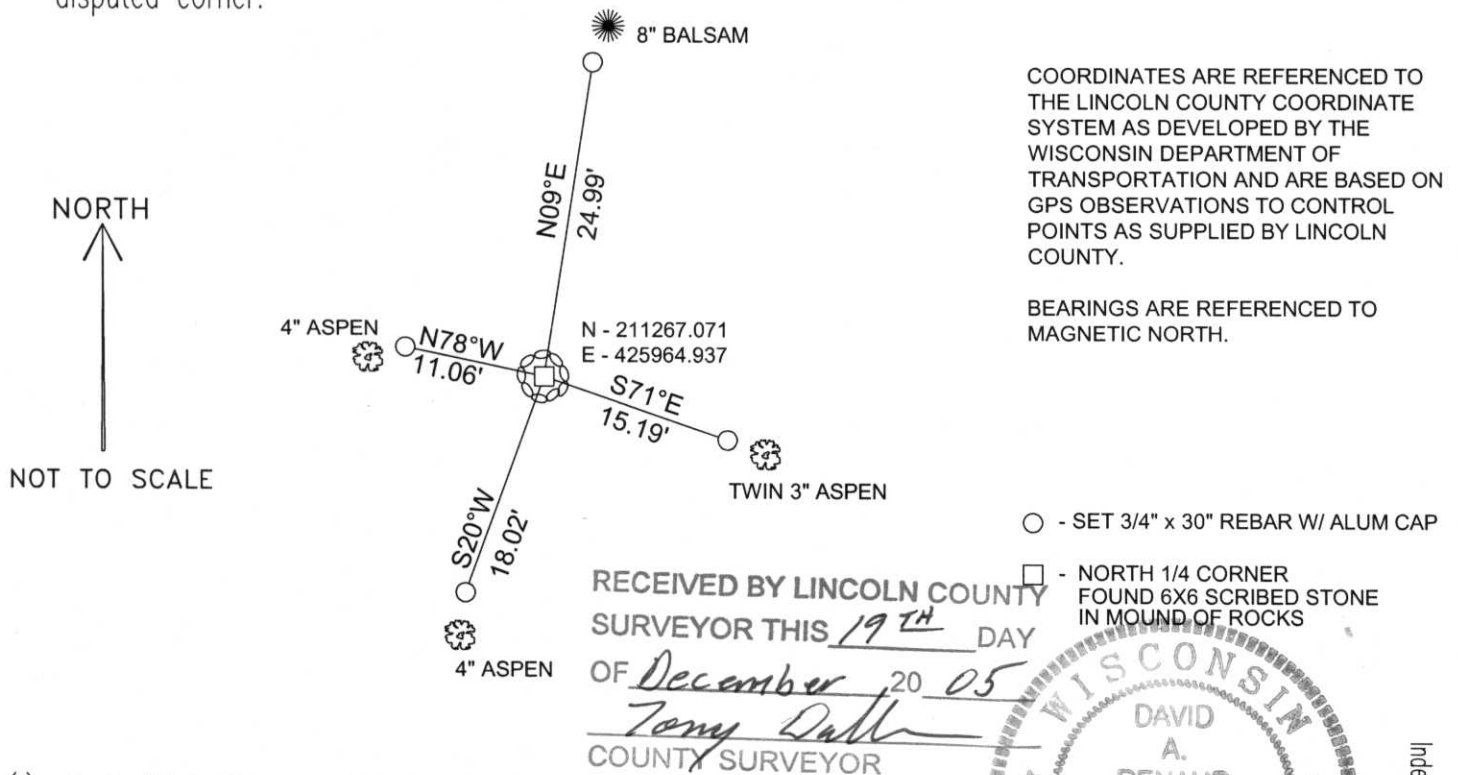 disputed corner.
8" BALSAM
COORDINATES ARE REFERENCED TO
THE LINCOLN COUNTY COORDINATE
SYSTEM AS DEVELOPED BY THE
WISCONSIN DEPARTMENT OF
TRANSPORTATION AND ARE BASED ON
GPS OBSERVATIONS TO CONTROL
POINTS AS SUPPLIED BY LINCOLN
COUNTY.
BEARINGS ARE REFERENCED TO
MAGNETIC NORTH.
NORTH
NOT TO SCALE
N09°E
24.99'
4" ASPEN
N78°W
11.06'
N - 211267.071
E - 425964.937
S71°E
15.19'
TWIN 3" ASPEN
S20°W
18.02'
4" ASPEN
- SET 3/4" x 30" REBAR W/ ALUM CAP
- NORTH 1/4 CORNER
FOUND 6X6 SCRIBED STONE
IN MOUND OF ROCKS
RECEIVED BY LINCOLN COUNTY
SURVEYOR THIS 19TH DAY
OF December, 20 05
Tony Dall
COUNTY SURVEYOR
WISCONSIN
DAVID
A.
Inde